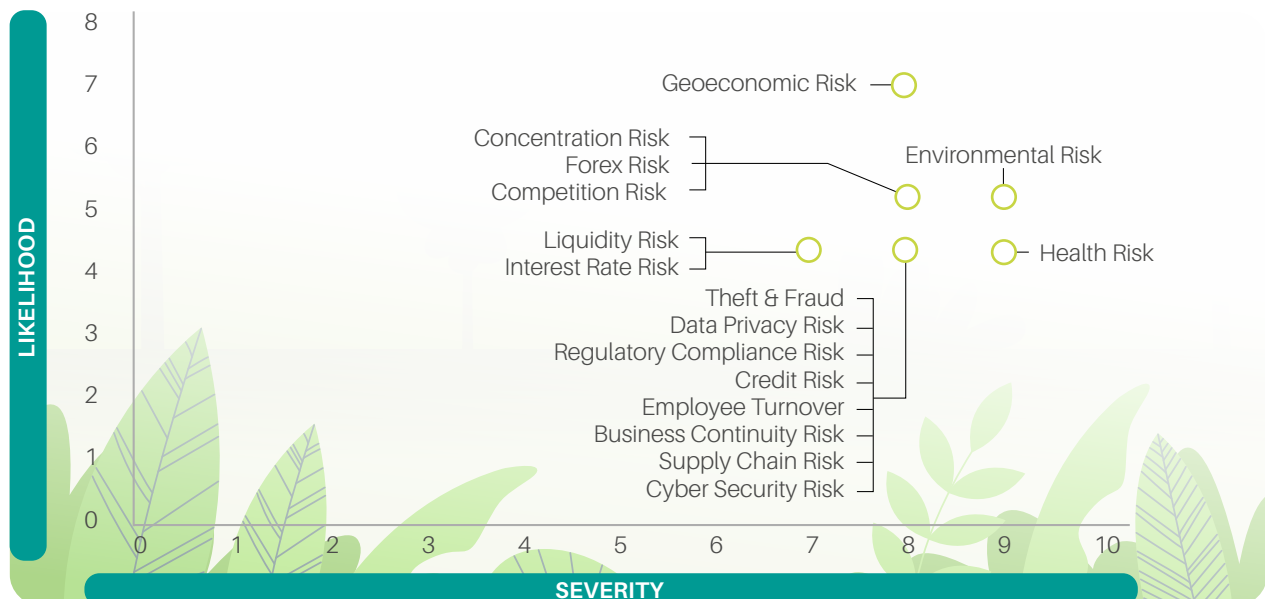 LIKELIHOOD
8
7
6
5
4
3
2
1
0
Geoeconomic Risk
Concentration Risk
Forex Risk
Competition Risk
Environmental Risk
Liquidity Risk
Interest Rate Risk
Health Risk
Theft & Fraud
Data Privacy Risk
Regulatory Compliance Risk
Credit Risk
Employee Turnover
Business Continuity Risk
Supply Chain Risk
Cyber Security Risk
0 1 2 3 4 5 6 7 8 9 10
SEVERITY